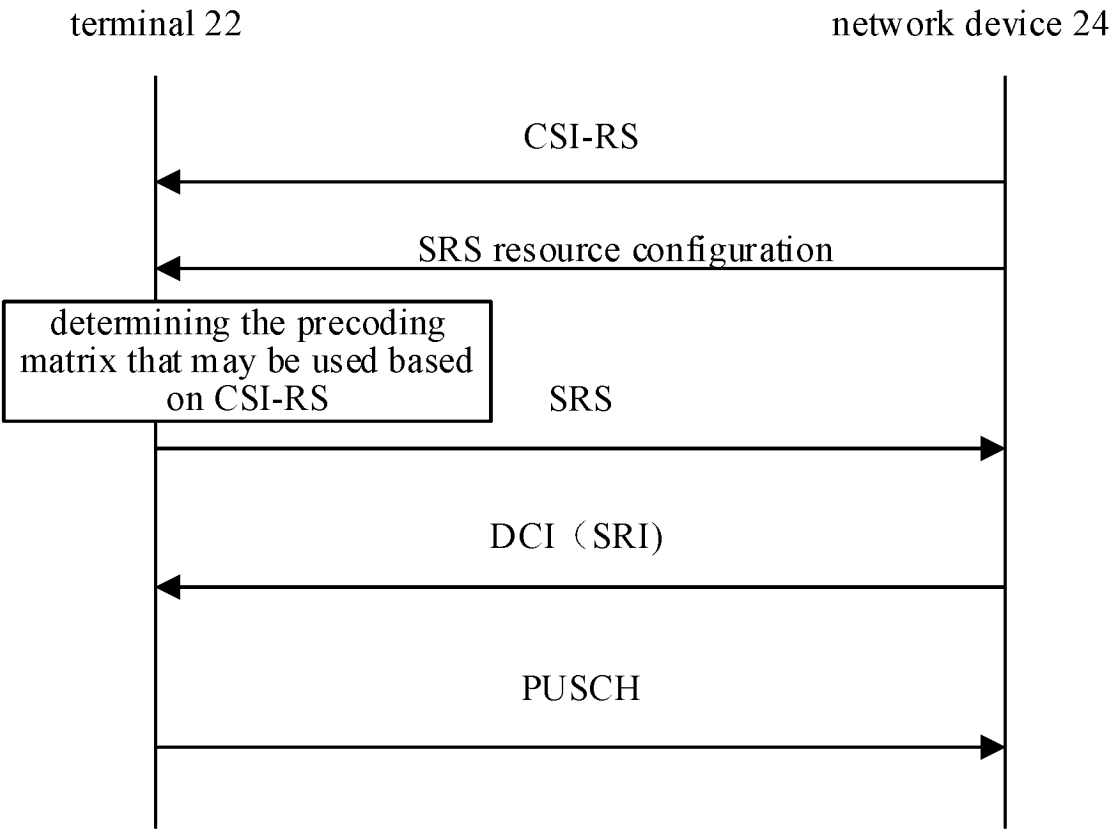 terminal 22
network device 24
CSI-RS
SRS resource configuration
determining the precoding
matrix that may be used based
on CSI-RS
SRS
DCI（SRI)
PUSCH